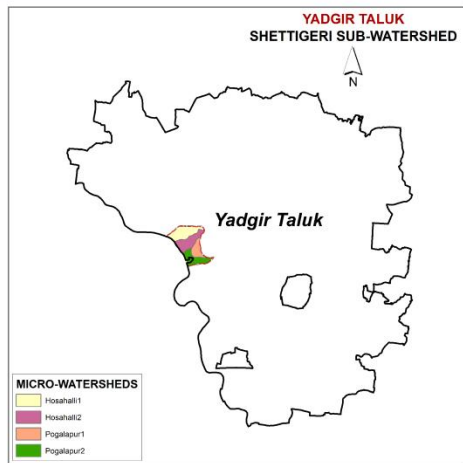 YADGIR TALUK
SHETTIGERI SUB-WATERSHED
N
Yadgir Taluk
MICRO-WATERSHEDS
Hosahalli1
Hosahalli2
Pogalapur1
Pogalapur2